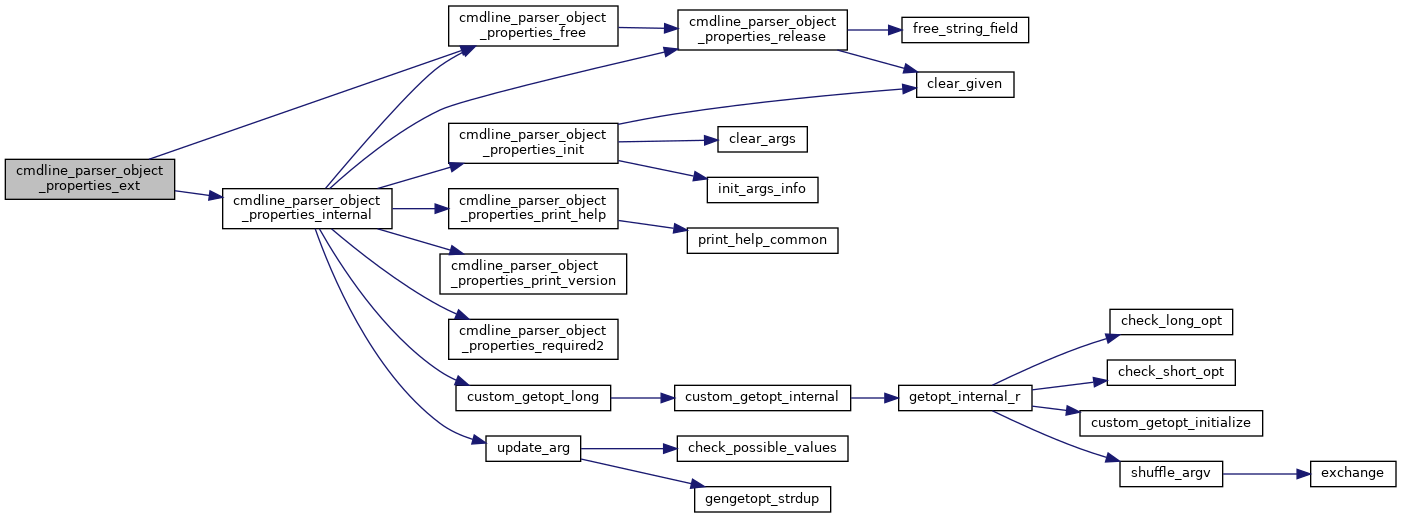 cmdline_parser_object
_properties_ext
cmdline_parser_object
_properties_internal
cmdline_parser_object
_properties_free
cmdline_parser_object
_properties_release
free_string_field
clear_given
cmdline_parser_object
_properties_init
clear_args
init_args_info
cmdline_parser_object
_properties_print_help
print_help_common
cmdline_parser_object
_properties_print_version
cmdline_parser_object
_properties_required2
custom_getopt_long
custom_getopt_internal
getopt_internal_r
check_long_opt
check_short_opt
custom_getopt_initialize
shuffle_argv
exchange
update_arg
check_possible_values
gengetopt_strdup